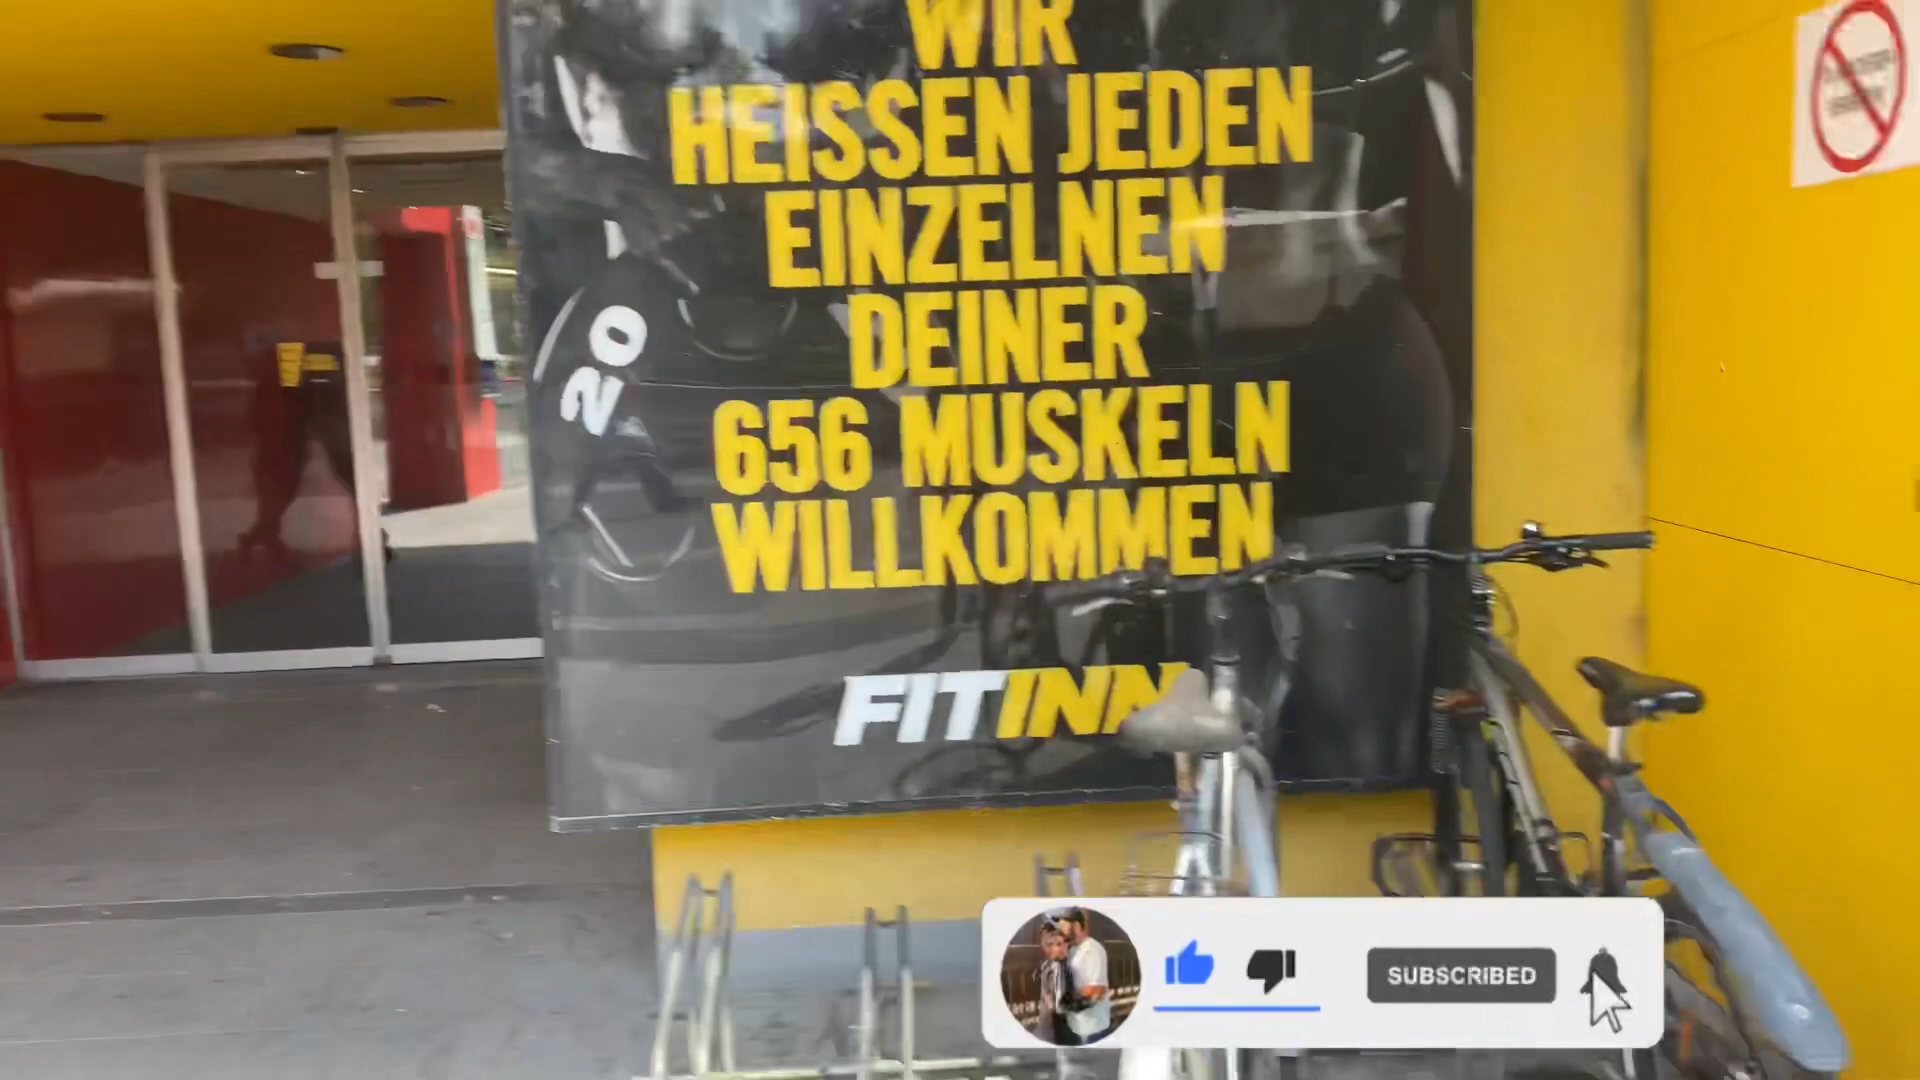 WIR
HEISSEN JEDEN
EINZELNEN
DEINER
656 MUSKELN
WILLKOMMEN
20
FITINN
SUBSCRIBED